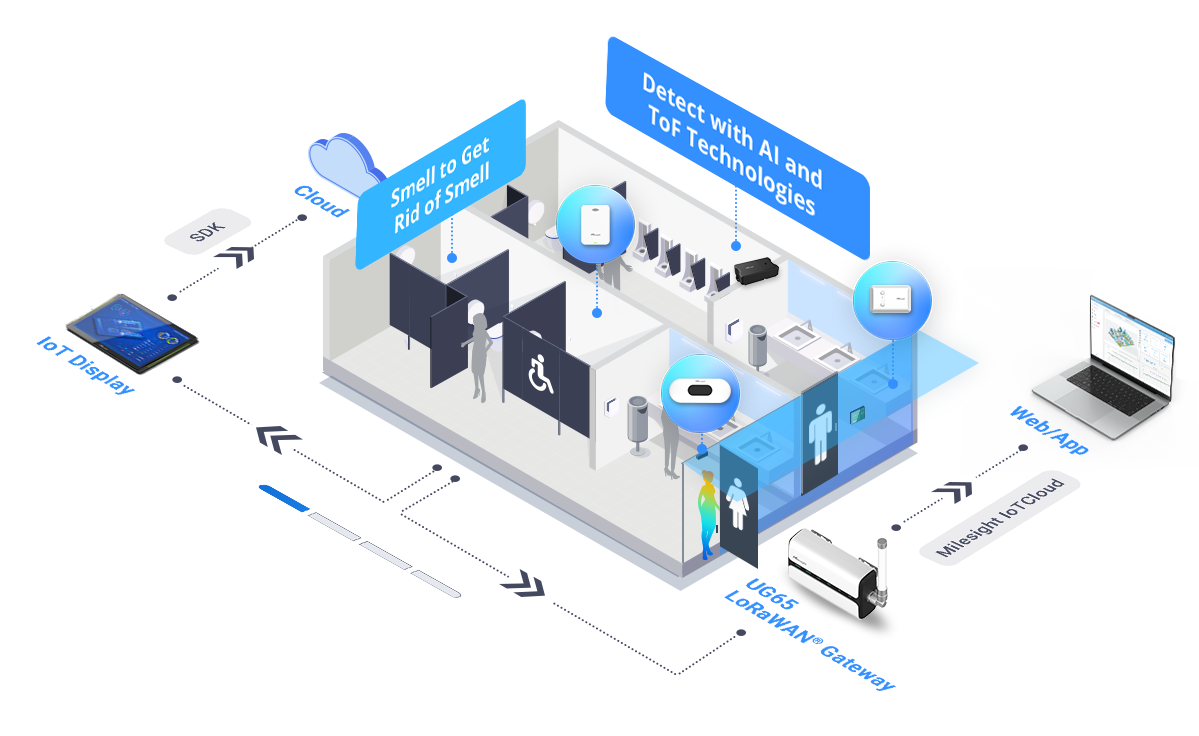 Detect with AI and
ToF Technologies
Smell to Get
Rid of Smell
Cloud
SDK
IoT Display
Web/App
Milesight IoTCloud
UG65
LoRaWAN® Gateway